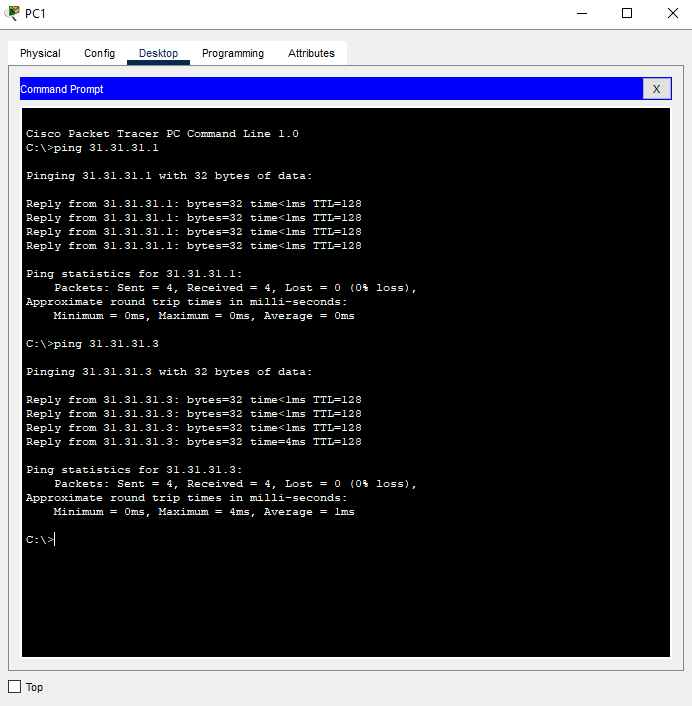 PC1
Physical Config Desktop Programming Attributes
Command Prompt X
Cisco Packet Tracer PC Command Line 1.0
C:\>ping 31.31.31.1
Pinging 31.31.31.1 with 32 bytes of data:
Reply from 31.31.31.1: bytes=32 time<1ms TTL=128
Reply from 31.31.31.1: bytes=32 time<1ms TTL=128
Reply from 31.31.31.1: bytes=32 time<1ms TTL=128
Reply from 31.31.31.1: bytes=32 time<1ms TTL=128
Ping statistics for 31.31.31.1:
Packets: Sent = 4, Received = 4, Lost = 0 (0% loss),
Approximate round trip times in milli-seconds:
Minimum = 0ms, Maximum = 0ms, Average = 0ms
C:\>ping 31.31.31.3
Pinging 31.31.31.3 with 32 bytes of data:
Reply from 31.31.31.3: bytes=32 time<1ms TTL=128
Reply from 31.31.31.3: bytes=32 time<1ms TTL=128
Reply from 31.31.31.3: bytes=32 time<1ms TTL=128
Reply from 31.31.31.3: bytes=32 time=4ms TTL=128
Ping statistics for 31.31.31.3:
Packets: Sent = 4, Received = 4, Lost = 0 (0% loss),
Approximate round trip times in milli-seconds:
Minimum = 0ms, Maximum = 4ms, Average = 1ms
C:\>
Top